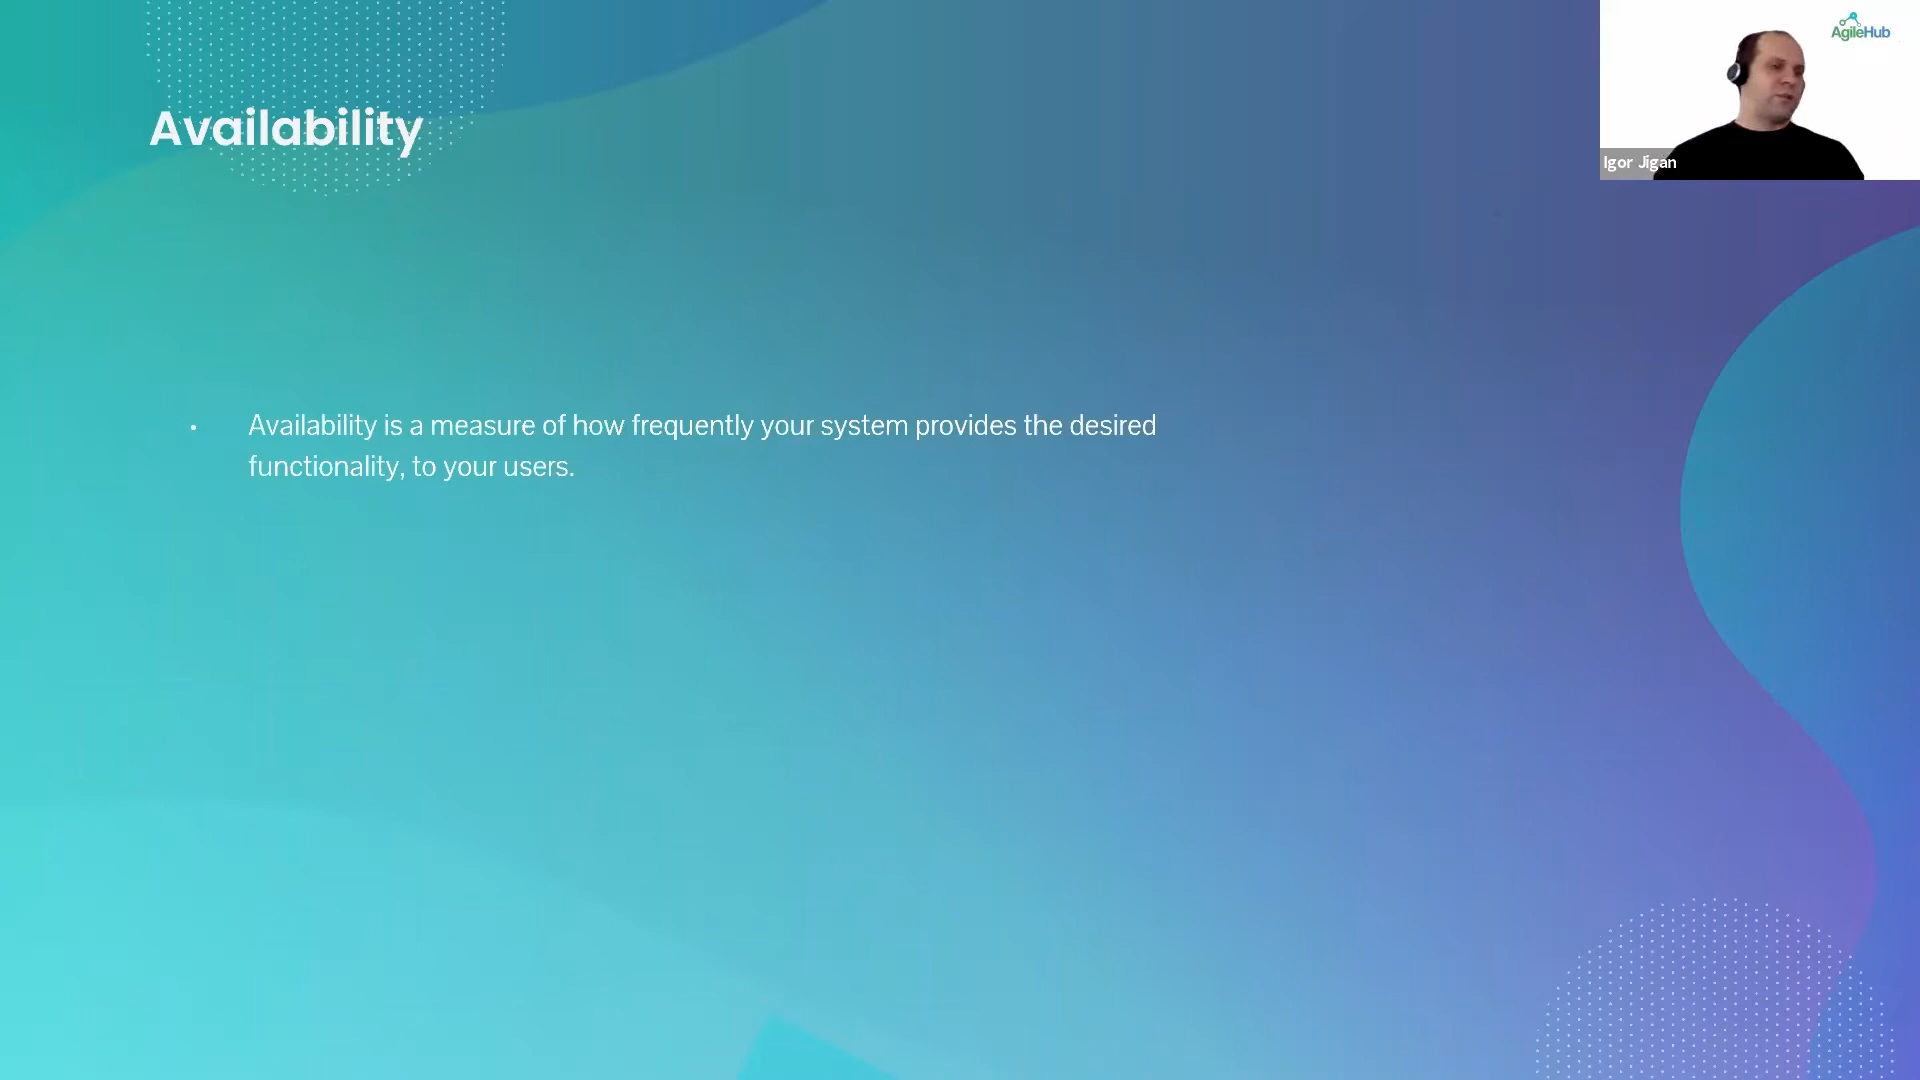 AgileHub
Availability
Igor Jigan
• Availability is a measure of how frequently your system provides the desired
functionality, to your users.